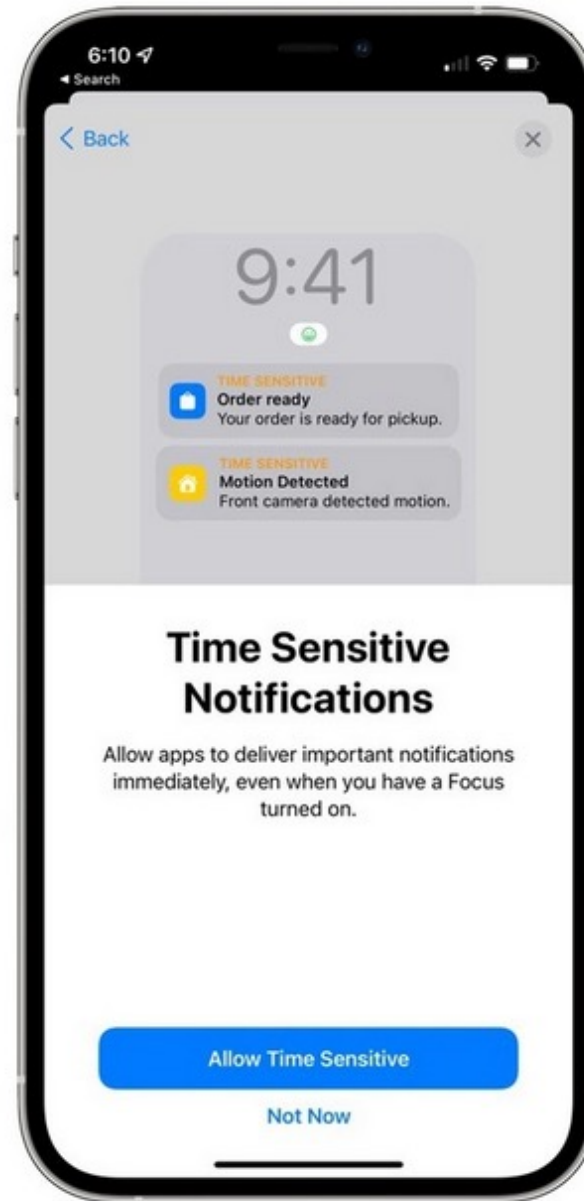 6:10
Search
Back
9:41
TIME SENSITIVE
Order ready
Your order is ready for pickup.
TIME SENSITIVE
Motion Detected
Front camera detected motion.
Time Sensitive
Notifications
Allow apps to deliver important notifications
immediately, even when you have a Focus
turned on.
Allow Time Sensitive
Not Now